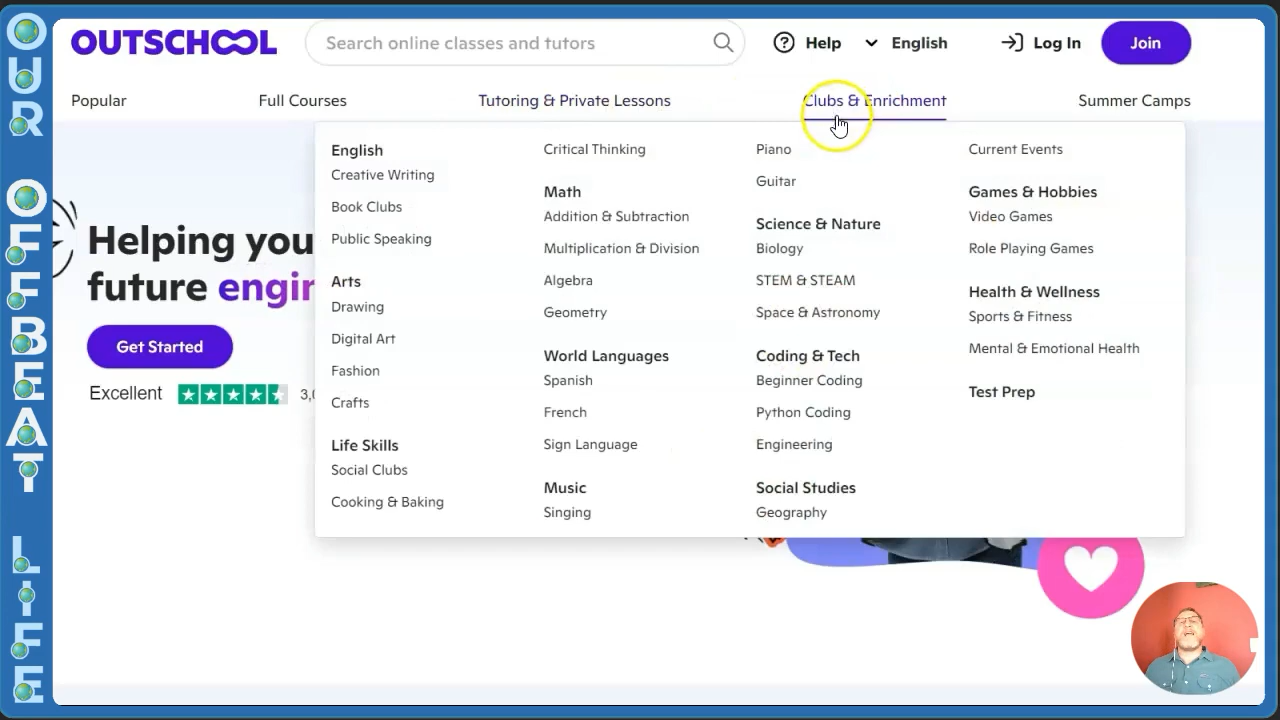 OUR OFFBEAT LIFE
OUTSCHOOL
Search online classes and tutors
Help
English
Log In
Join
Popular
Full Courses
Tutoring & Private Lessons
Clubs & Enrichment
Summer Camps
English
Creative Writing
Book Clubs
Public Speaking
Arts
Drawing
Digital Art
Fashion
Crafts
Life Skills
Social Clubs
Cooking & Baking
Critical Thinking
Math
Addition & Subtraction
Multiplication & Division
Algebra
Geometry
World Languages
Spanish
French
Sign Language
Music
Singing
Piano
Guitar
Science & Nature
Biology
STEM & STEAM
Space & Astronomy
Coding & Tech
Beginner Coding
Python Coding
Engineering
Social Studies
Geography
Current Events
Games & Hobbies
Video Games
Role Playing Games
Health & Wellness
Sports & Fitness
Mental & Emotional Health
Test Prep
Helping you
future engin
Get Started
Excellent
3,0